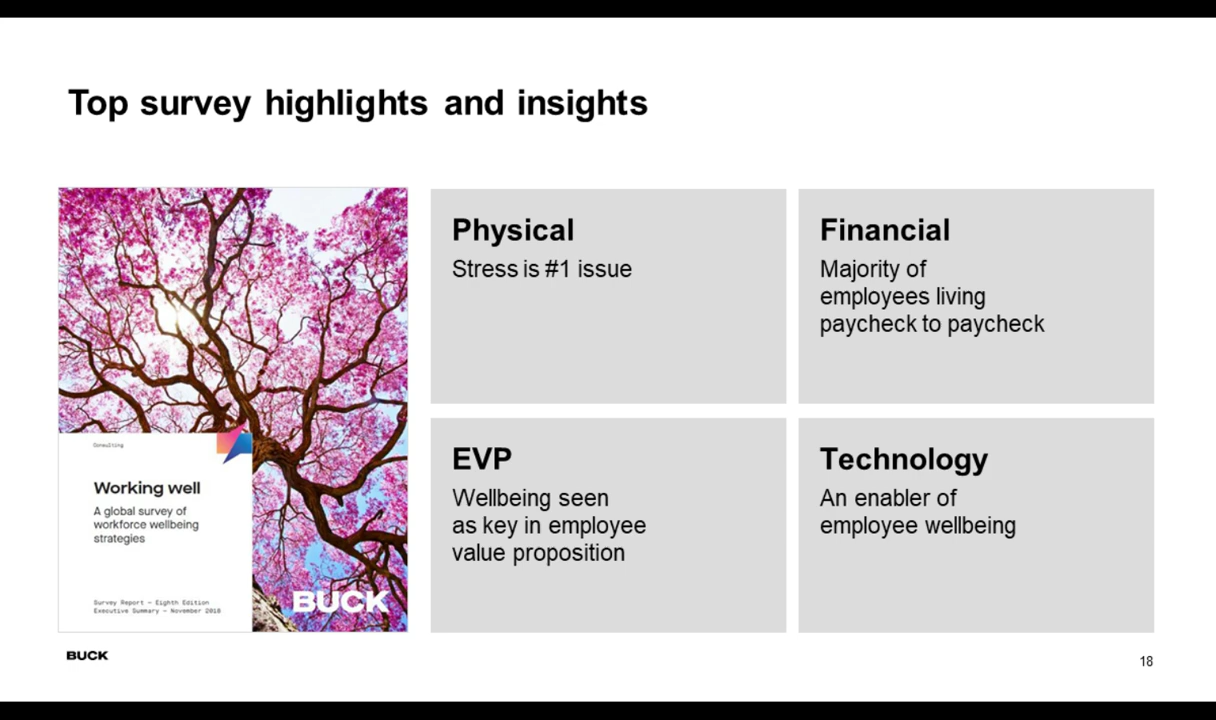 Top survey highlights and insights
Consulting
Working well
A global survey of
workforce wellbeing
strategies
Survey Report – Eighth Edition
Executive Summary – November 2018
BUCK
Physical
Stress is #1 issue
Financial
Majority of
employees living
paycheck to paycheck
EVP
Wellbeing seen
as key in employee
value proposition
Technology
An enabler of
employee wellbeing
BUCK
18